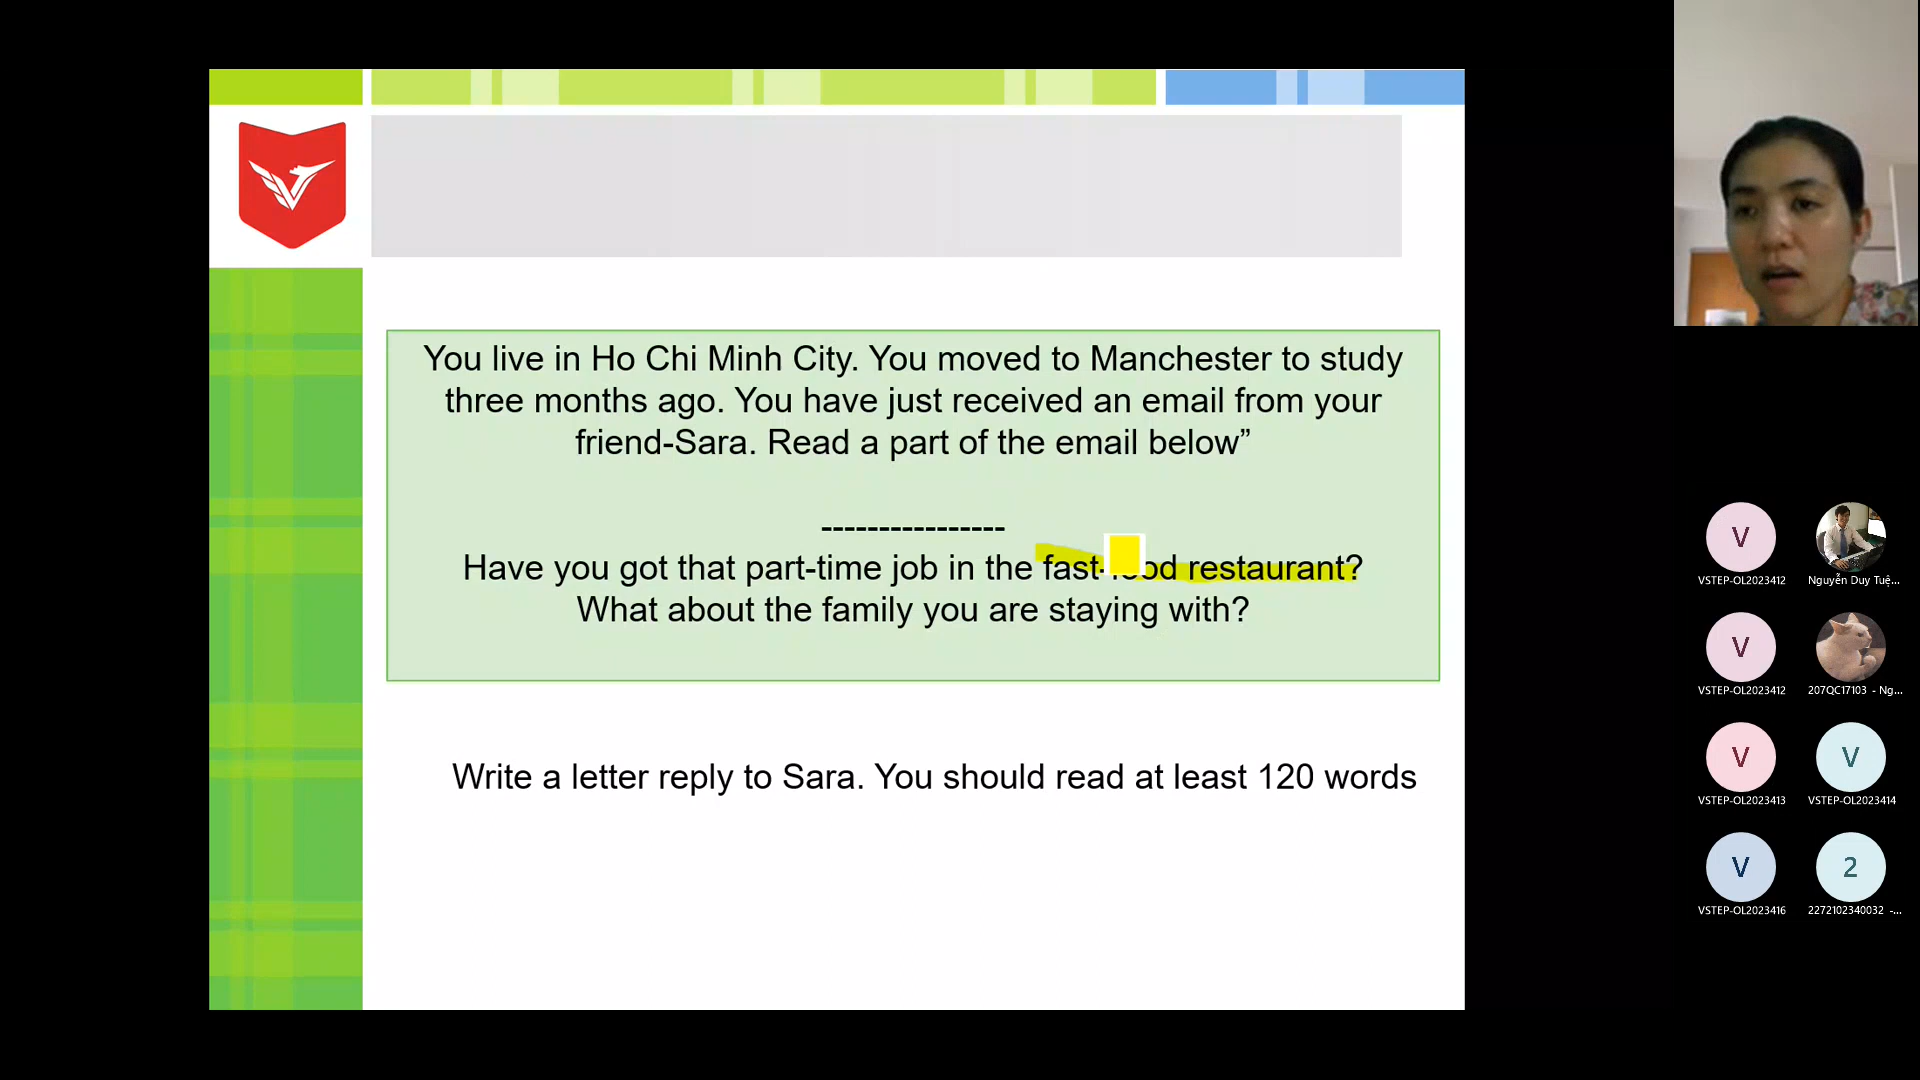 You live in Ho Chi Minh City. You moved to Manchester to study
three months ago. You have just received an email from your
friend-Sara. Read a part of the email below”
----------------
Have you got that part-time job in the fast-food restaurant?
What about the family you are staying with?
Write a letter reply to Sara. You should read at least 120 words
V
VSTEP-OL2023412
Nguyễn Duy Tuệ...
V
VSTEP-OL2023412
207QC17103 - Ng...
V
VSTEP-OL2023413
V
VSTEP-OL2023414
V
VSTEP-OL2023416
2
2272102340032 -...